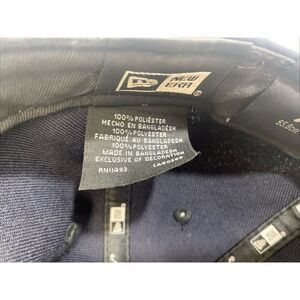 NEW
ERA
100% POLIÉSTER
HECHO EN BANGLADESH
100% POLYESTER
FABRIQUÉ AU BANGLADESH
100% POLYESTER
MADE IN BANGLADESH
EXCLUSIVE OF DECORATION
RN11493